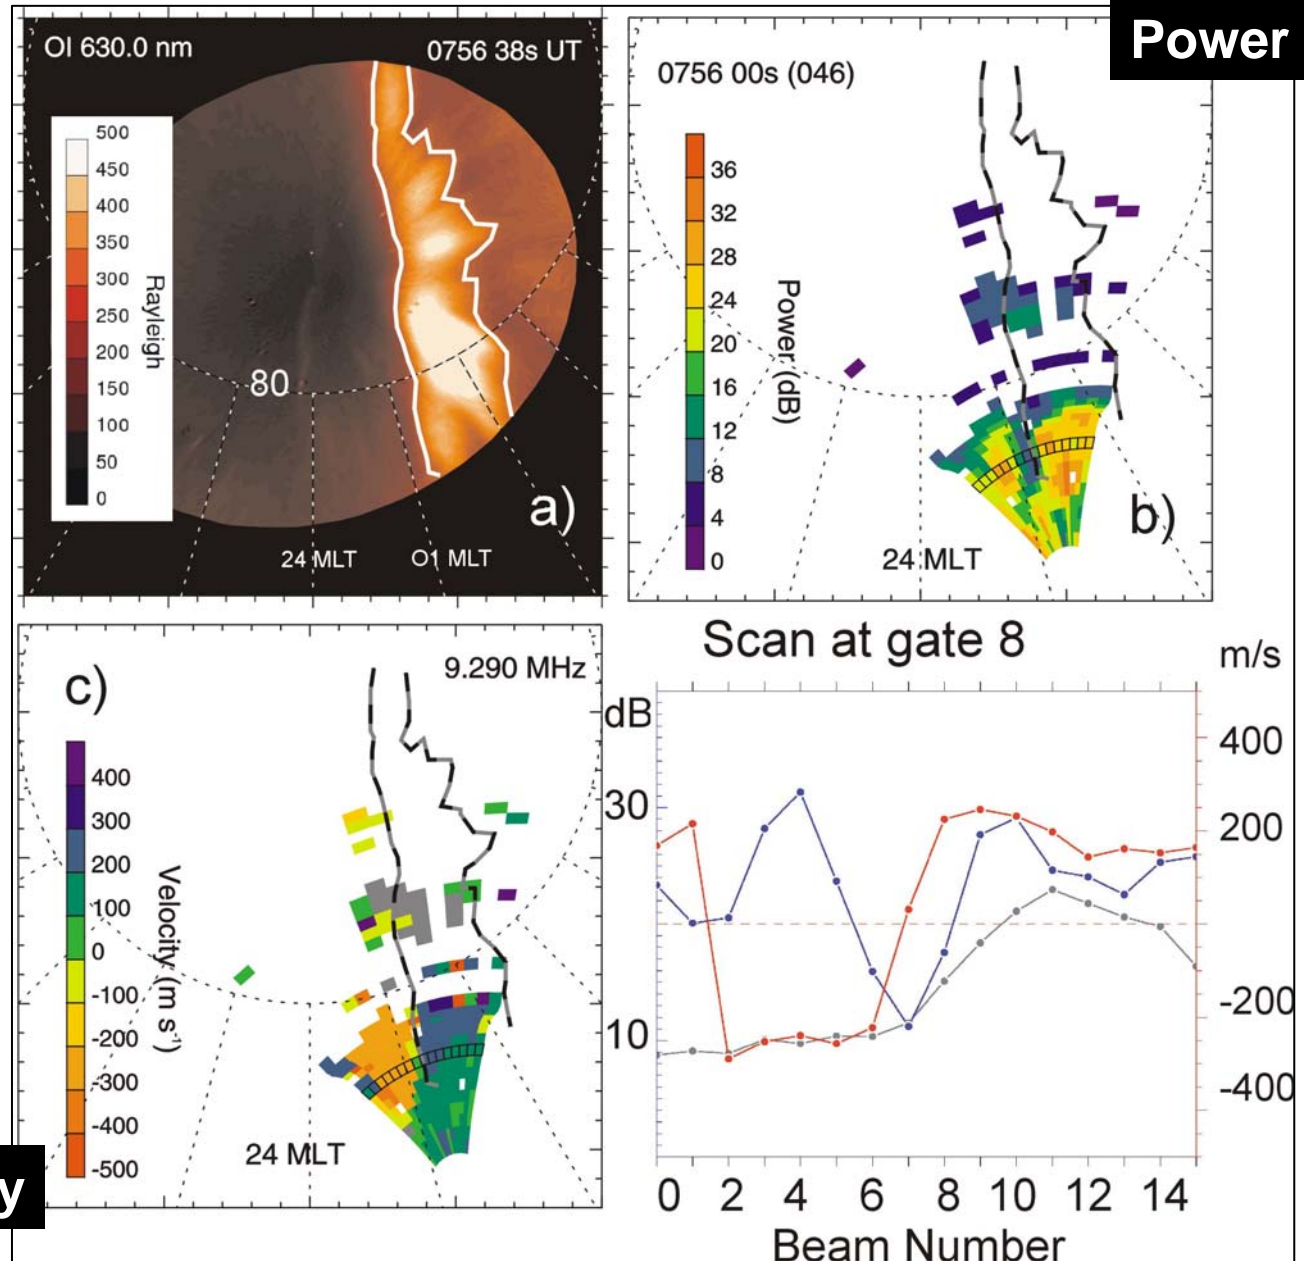 Power
OI 630.0 nm
0756 38s UT
500
450
400
350
300
250
200
150
100
50
0
Rayleigh
80
a)
24 MLT
O1 MLT
0756 00s (046)
36
32
28
24
20
16
12
8
4
0
Power (dB)
b)
24 MLT
c)
9.290 MHz
400
300
200
100
0
-100
-200
-300
-400
-500
Velocity (m s-1)
24 MLT
y
Scan at gate 8
dB
m/s
30
10
400
200
-200
-400
0 2 4 6 8 10 12 14
Beam Number